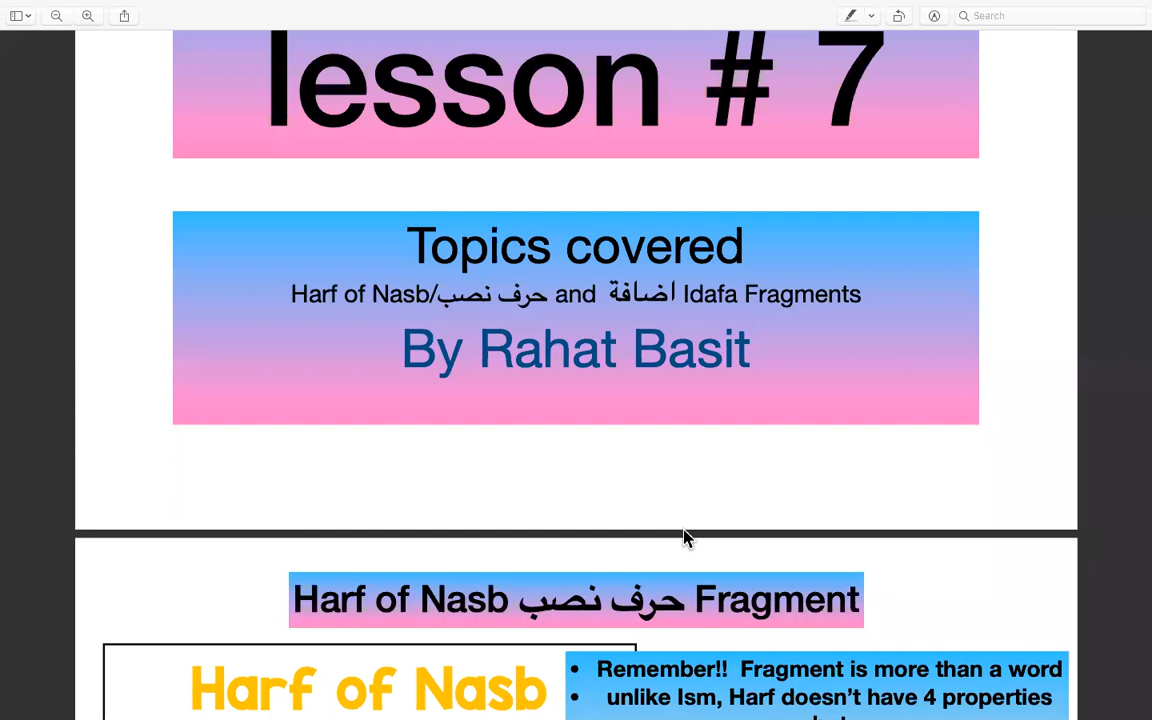 Search
lesson # 7
Topics covered
Harf of Nasb/حرف نصب and اضافة Idafa Fragments
By Rahat Basit
Harf of Nasb حرف نصب Fragment
Harf of Nasb
• Remember!! Fragment is more than a word
• unlike Ism, Harf doesn’t have 4 properties